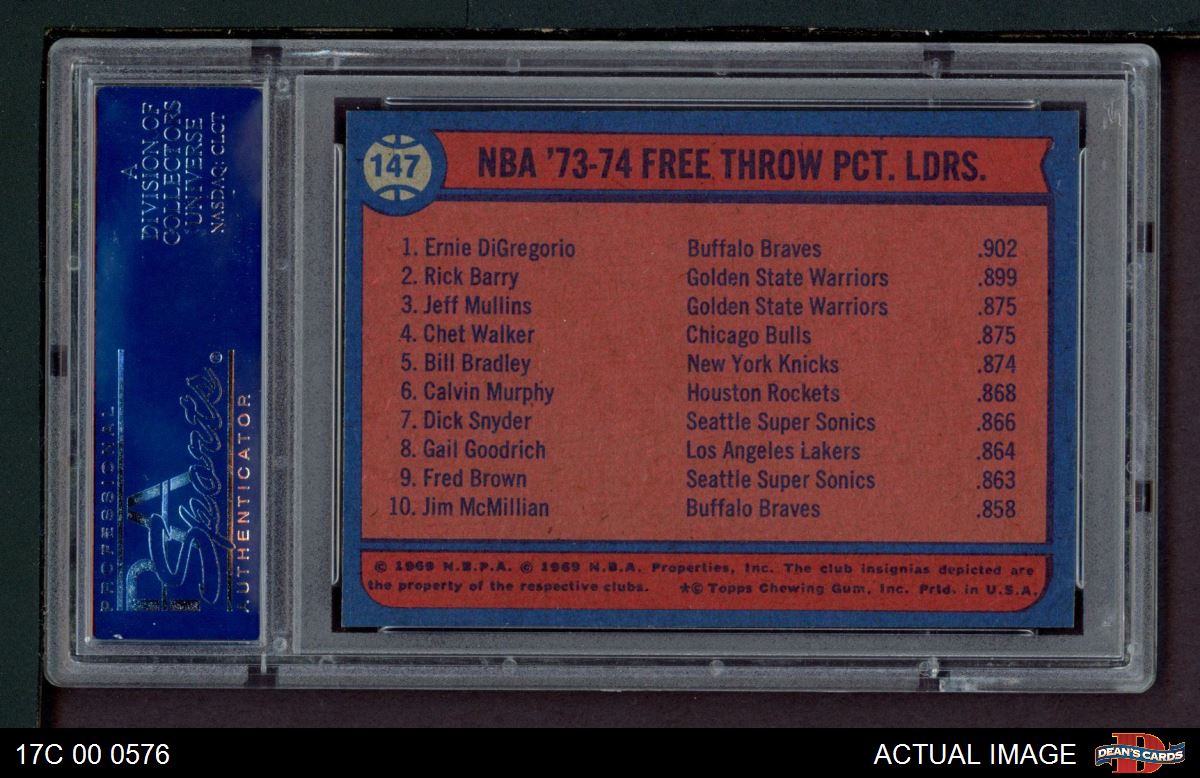 A
DIVISION OF
COLLECTORS
UNIVERSE
NASDAQ: CLCT
PROFESSIONAL
PSA
Sports®
AUTHENTICATOR
147
NBA '73-74 FREE THROW PCT. LDRS.
1. Ernie DiGregorio Buffalo Braves .902
2. Rick Barry Golden State Warriors .899
3. Jeff Mullins Golden State Warriors .875
4. Chet Walker Chicago Bulls .875
5. Bill Bradley New York Knicks .874
6. Calvin Murphy Houston Rockets .868
7. Dick Snyder Seattle Super Sonics .866
8. Gail Goodrich Los Angeles Lakers .864
9. Fred Brown Seattle Super Sonics .863
10. Jim McMillian Buffalo Braves .858
© 1969 N.B.P.A. © 1969 N.B.A. Properties, Inc. The club insignias depicted are
the property of the respective clubs. *© Topps Chewing Gum, Inc. Prtd. in U.S.A.
17C 00 0576
ACTUAL IMAGE
D
DEAN'S CARDS